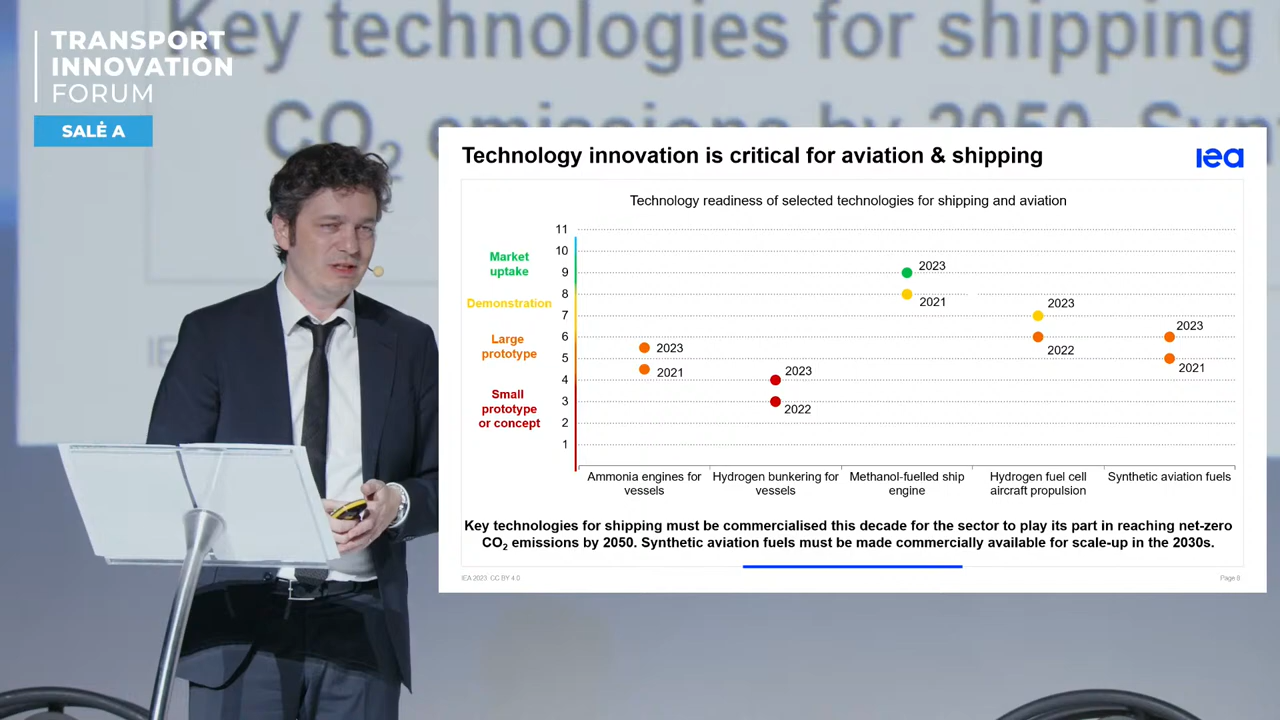 TRANSPORT
INNOVATION
FORUM
SALĖ A
Key technologies for shipping
CO₂ emissions by 2050. Syn
Technology innovation is critical for aviation & shipping
iea
Technology readiness of selected technologies for shipping and aviation
11
10
9
8
7
6
5
4
3
2
1
Market
uptake
Demonstration
Large
prototype
Small
prototype
or concept
2023
2021
2023
2022
2023
2021
2023
2022
2023
2021
Ammonia engines for
vessels
Hydrogen bunkering for
vessels
Methanol-fuelled ship
engine
Hydrogen fuel cell
aircraft propulsion
Synthetic aviation fuels
Key technologies for shipping must be commercialised this decade for the sector to play its part in reaching net-zero
CO₂ emissions by 2050. Synthetic aviation fuels must be made commercially available for scale-up in the 2030s.
IEA 2023 CC BY 4.0
Page 8